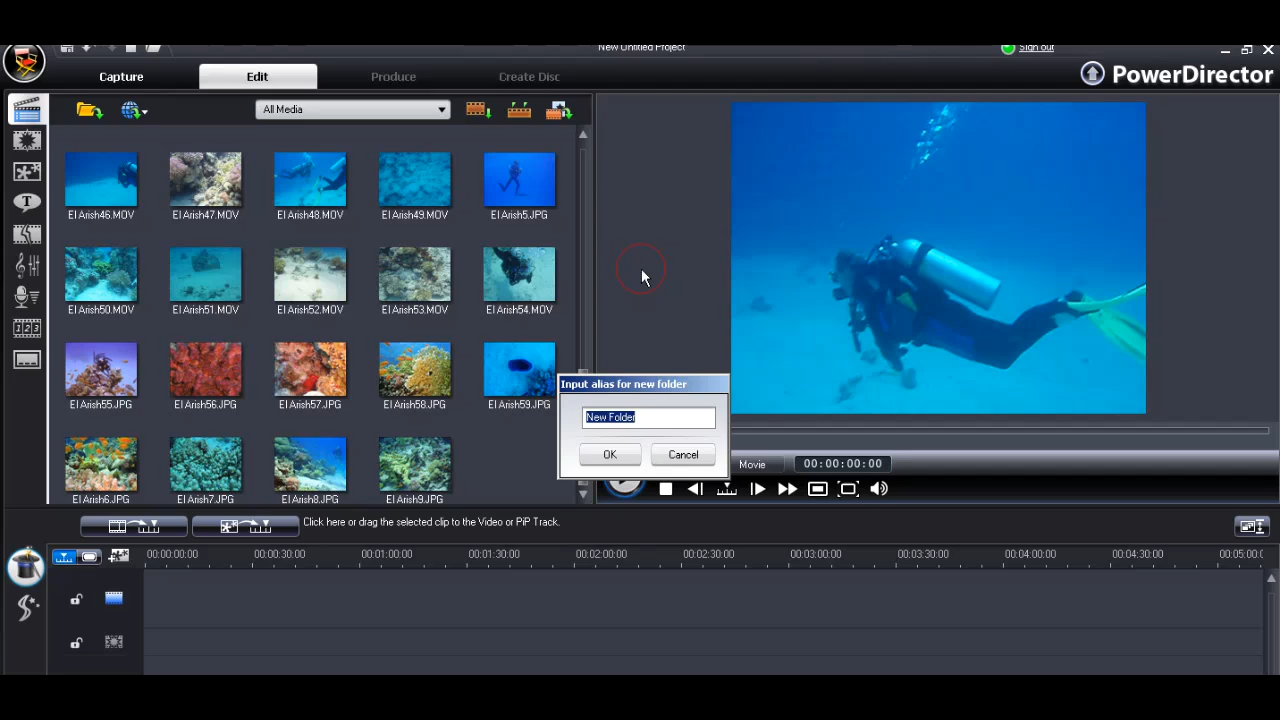 New Untitled Project
Sign out
Capture
Edit
Produce
Create Disc
PowerDirector
All Media
El Arish46.MOV
El Arish47.MOV
El Arish48.MOV
El Arish49.MOV
El Arish5.JPG
El Arish50.MOV
El Arish51.MOV
El Arish52.MOV
El Arish53.MOV
El Arish54.MOV
El Arish55.JPG
El Arish56.JPG
El Arish57.JPG
El Arish58.JPG
El Arish59.JPG
El Arish6.JPG
El Arish7.JPG
El Arish8.JPG
El Arish9.JPG
Input alias for new folder
New Folder
OK
Cancel
Movie
00:00:00:00
Click here or drag the selected clip to the Video or PiP Track.
00:00:00:00
00:00:30:00
00:01:00:00
00:01:30:00
00:02:00:00
00:02:30:00
00:03:00:00
00:03:30:00
00:04:00:00
00:04:30:00
00:05:00:0
T
1 2 3